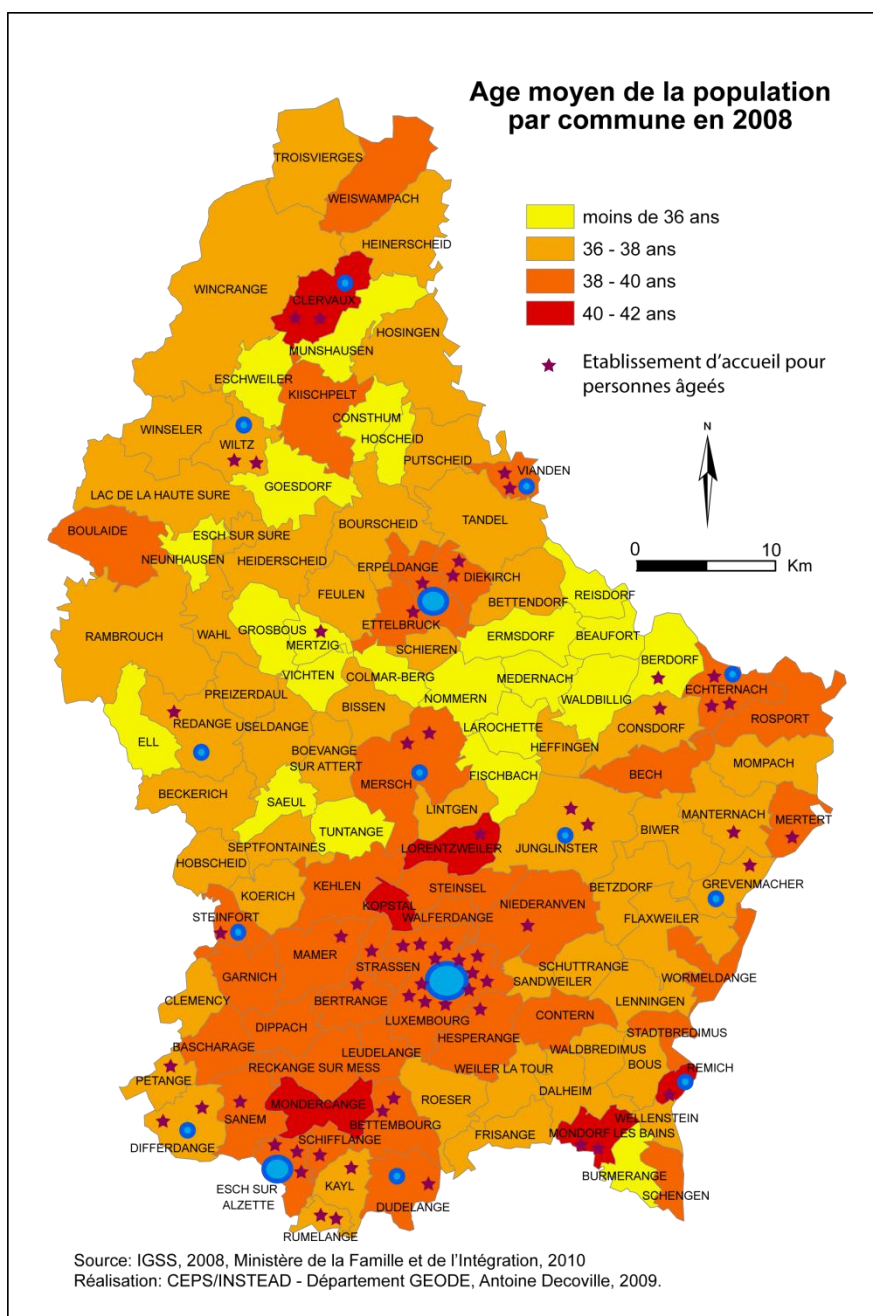 Age moyen de la population
par commune en 2008
moins de 36 ans
36 - 38 ans
38 - 40 ans
40 - 42 ans
Etablissement d'accueil pour
personnes âgeés
N
0 10
Km
TROISVIERGES
WEISWAMPACH
HEINERSCHEID
WINCRANGE
CLERVAUX
HOSINGEN
MUNSHAUSEN
ESCHWEILER
KIISCHPELT
CONSTHUM
WINSELER
HOSCHEID
WILTZ
PUTSCHEID
VIANDEN
GOESDORF
LAC DE LA HAUTE SURE
BOURSCHEID
TANDEL
BOULAIDE
ESCH SUR SURE
NEUNHAUSEN
HEIDERSCHEID
ERPELDANGE
DIEKIRCH
FEULEN
BETTENDORF
REISDORF
ETTELBRUCK
RAMBROUCH
WAHL
GROSBOUS
MERTZIG
ERMSDORF
BEAUFORT
SCHIEREN
BERDORF
VICHTEN
COLMAR-BERG
MEDERNACH
ECHTERNACH
PREIZERDAUL
NOMMERN
WALDBILLIG
BISSEN
ROSPORT
REDANGE
USELDANGE
LAROCHETTE
CONSDORF
ELL
BOEVANGE
SUR ATTERT
HEFFINGEN
MOMPACH
BECH
FISCHBACH
MERSCH
BECKERICH
SAEUL
LINTGEN
MANTERNACH
MERTERT
TUNTANGE
BIWER
SEPTFONTAINES
LORENTZWEILER
JUNGLINSTER
HOBSCHEID
KEHLEN
STEINSEL
BETZDORF
GREVENMACHER
KOERICH
KOPSTAL
NIEDERANVEN
WALFERDANGE
STEINFORT
FLAXWEILER
MAMER
STRASSEN
SCHUTTRANGE
GARNICH
SANDWEILER
WORMELDANGE
CLEMENCY
BERTRANGE
LENNINGEN
LUXEMBOURG
CONTERN
DIPPACH
HESPERANGE
STADTBREDIMUS
BASCHARAGE
LEUDELANGE
WALDBREDIMUS
RECKANGE SUR MESS
WEILER LA TOUR
BOUS
REMICH
PETANGE
DALHEIM
MONDERCANGE
ROESER
SANEM
BETTEMBOURG
WELLENSTEIN
SCHIFFLANGE
FRISANGE
MONDORF LES BAINS
DIFFERDANGE
BURMERANGE
ESCH SUR
ALZETTE
KAYL
DUDELANGE
SCHENGEN
RUMELANGE
Source: IGSS, 2008, Ministère de la Famille et de l'Intégration, 2010
Réalisation: CEPS/INSTEAD - Département GEODE, Antoine Decoville, 2009.